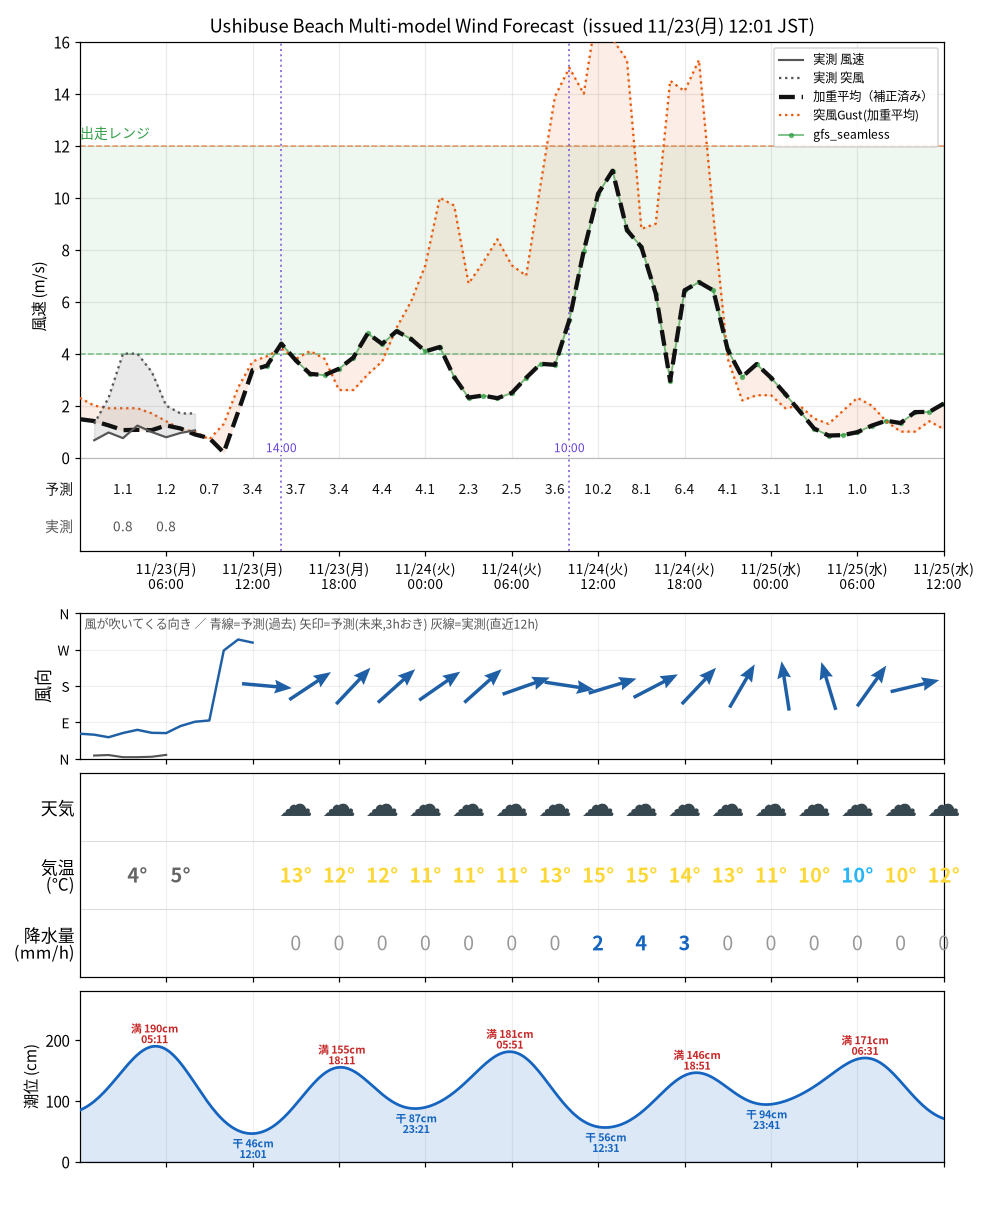 Ushibuse Beach Multi-model Wind Forecast (issued 11/23(月) 12:01 JST)
実測 風速
実測 突風
加重平均（補正済み）
突風Gust(加重平均)
gfs_seamless
出走レンジ
風速 (m/s)
16
14
12
10
8
6
4
2
0
14:00
10:00
予測 1.1 1.2 0.7 3.4 3.7 3.4 4.4 4.1 2.3 2.5 3.6 10.2 8.1 6.4 4.1 3.1 1.1 1.0 1.3
実測 0.8 0.8
11/23(月) 11/23(月) 11/23(月) 11/24(火) 11/24(火) 11/24(火) 11/24(火) 11/25(水) 11/25(水) 11/25(水)
06:00 12:00 18:00 00:00 06:00 12:00 18:00 00:00 06:00 12:00
風が吹いてくる向き ／ 青線=予測(過去) 矢印=予測(未来,3hおき) 灰線=実測(直近12h)
風向
N
W
S
E
N
天気
気温
(°C)
4° 5° 13° 12° 12° 11° 11° 11° 13° 15° 15° 14° 13° 11° 10° 10° 10° 12°
降水量
(mm/h)
0 0 0 0 0 0 0 2 4 3 0 0 0 0 0 0
潮位 (cm)
200
100
0
満 190cm
05:11
干 46cm
12:01
満 155cm
18:11
干 87cm
23:21
満 181cm
05:51
干 56cm
12:31
満 146cm
18:51
干 94cm
23:41
満 171cm
06:31